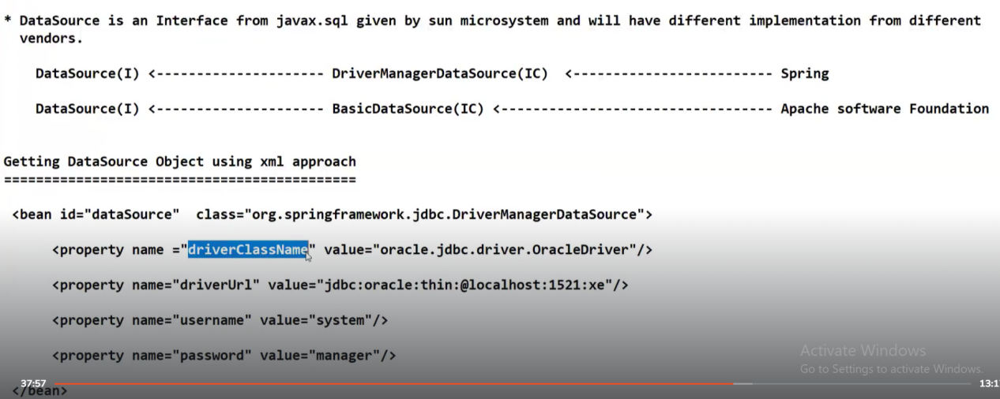 * DataSource is an Interface from javax.sql given by sun microsystem and will have different implementation from different
vendors.
DataSource(I) <--------------------- DriverManagerDataSource(IC) <------------------------- Spring
DataSource(I) <--------------------- BasicDataSource(IC) <---------------------------------- Apache software Foundation
Getting DataSource Object using xml approach
============================================
<bean id="dataSource" class="org.springframework.jdbc.DriverManagerDataSource">
<property name ="driverClassName" value="oracle.jdbc.driver.OracleDriver"/>
<property name="driverUrl" value="jdbc:oracle:thin:@localhost:1521:xe"/>
<property name="username" value="system"/>
<property name="password" value="manager"/>
Activate Windows
Go to Settings to activate Windows.
37:57
</bean>